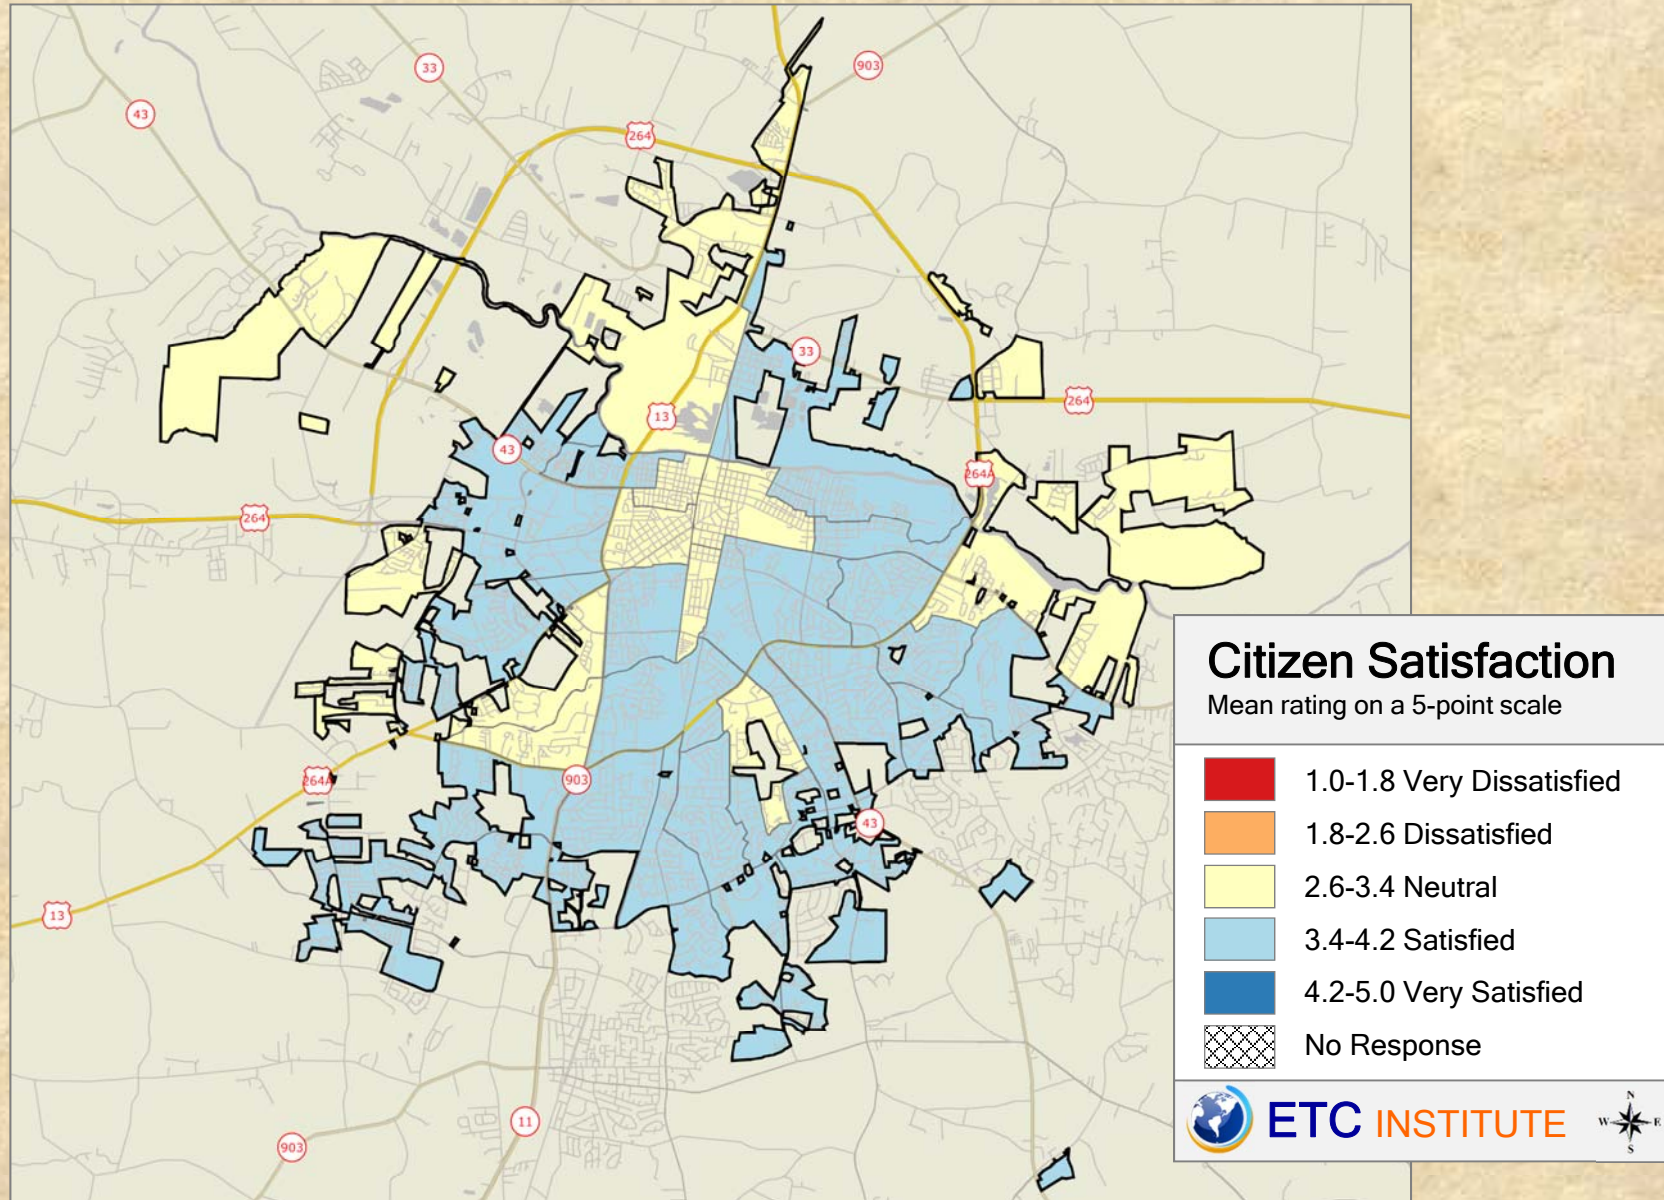 33
903
43
264
33
13
264
43
264A
264
903
264A
43
13
11
903
Citizen Satisfaction
Mean rating on a 5-point scale
1.0-1.8 Very Dissatisfied
1.8-2.6 Dissatisfied
2.6-3.4 Neutral
3.4-4.2 Satisfied
4.2-5.0 Very Satisfied
No Response
ETC INSTITUTE
N
W E
S